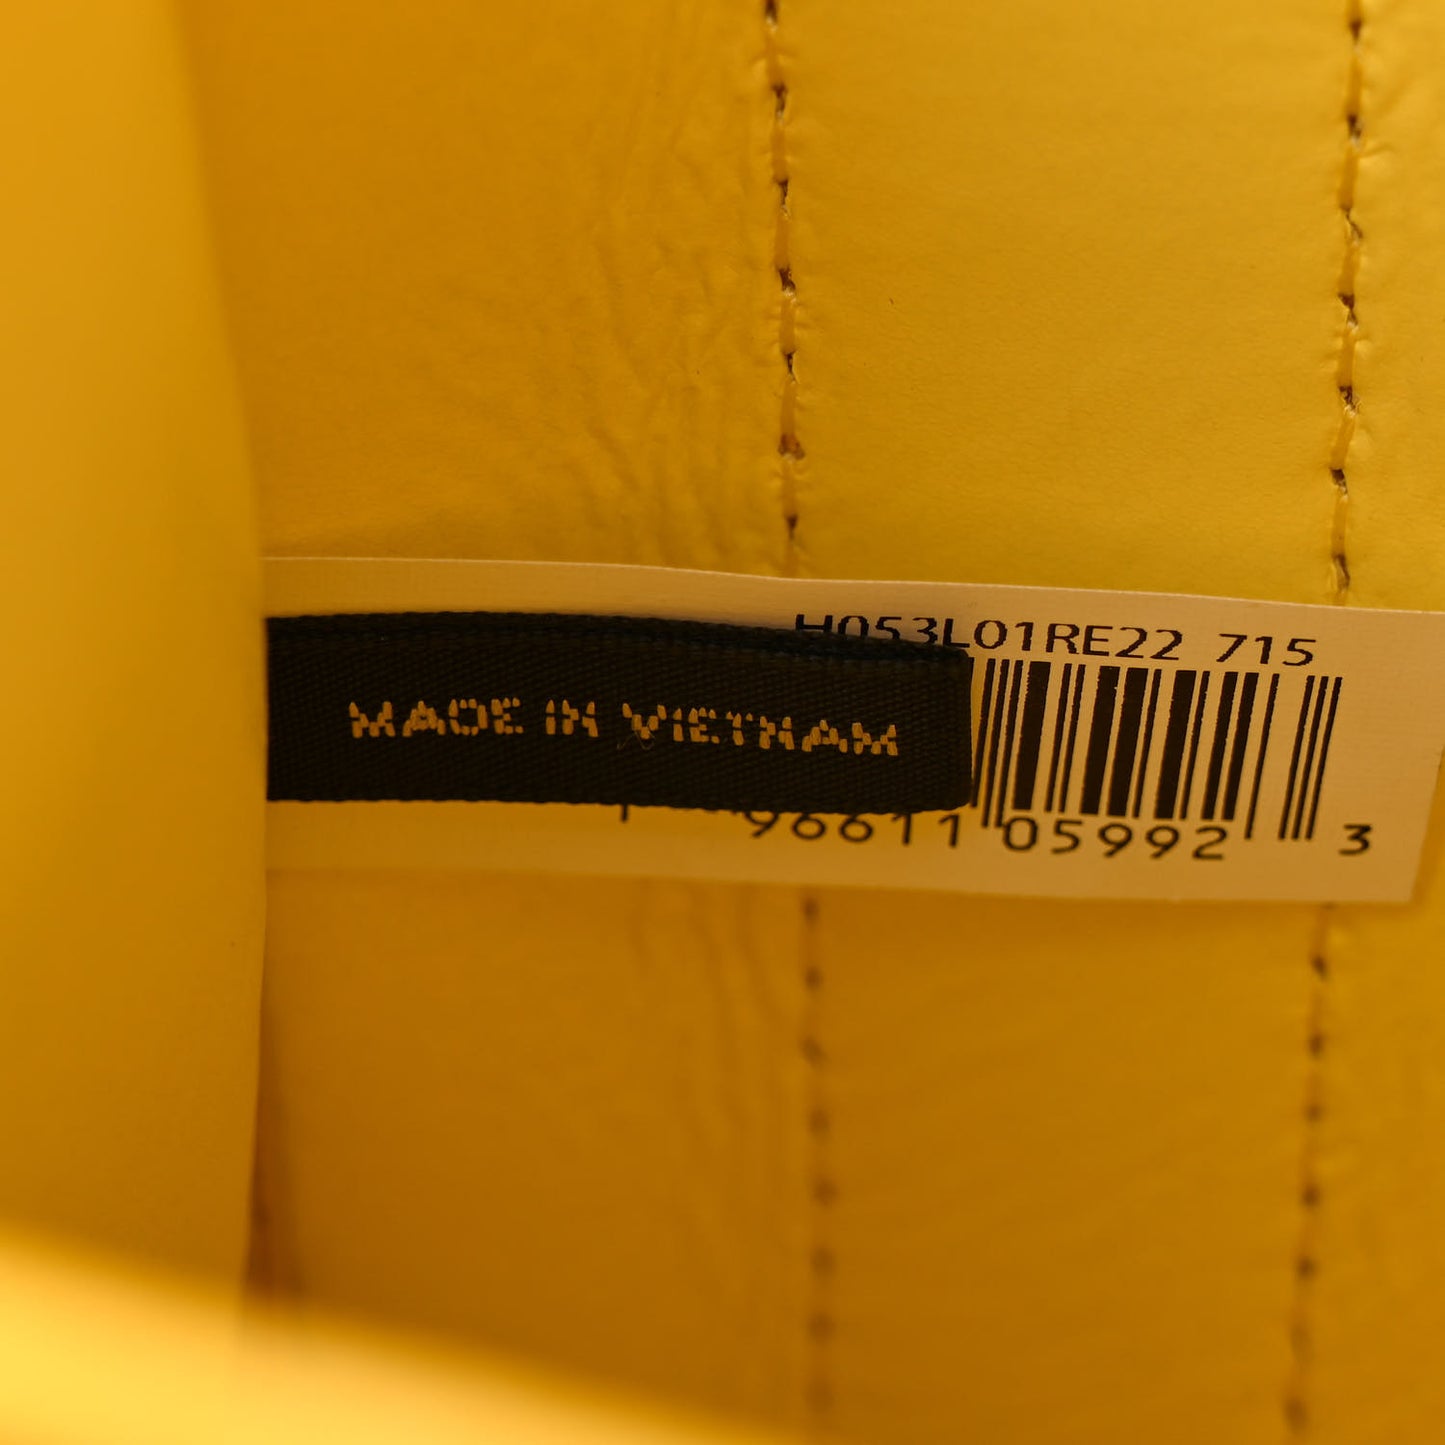 H053L01RE22 715
MADE IN VIETNAM
96611 05992 3